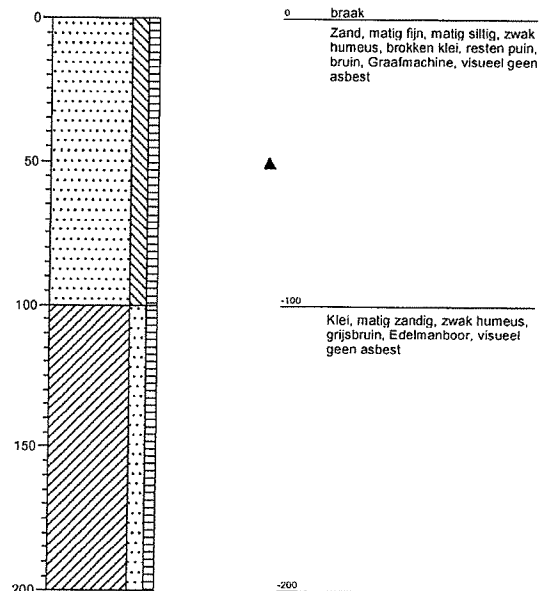 0
0 braak
Zand, matig fijn, matig siltig, zwak
humeus, brokken klei, resten puin,
bruin, Graafmachine, visueel geen
asbest
50
100
-100
Klei, matig zandig, zwak humeus,
grijsbruin, Edelmanboor, visueel
geen asbest
150
200
-200